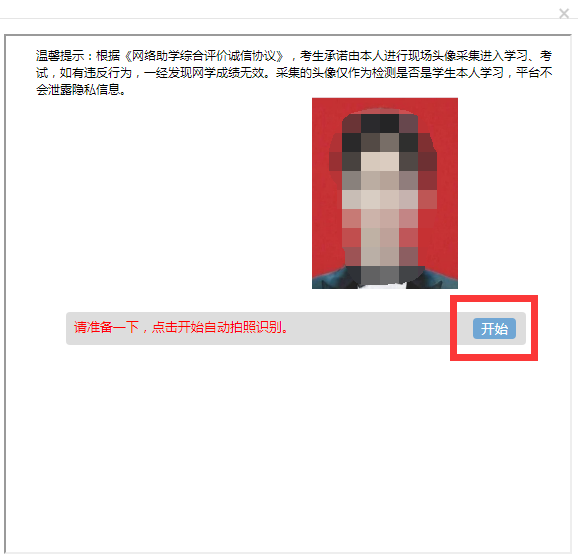 温馨提示：根据《网络助学综合评价诚信协议》，考生承诺由本人进行现场头像采集进入学习、考
试，如有违反行为，一经发现网学成绩无效。采集的头像仅作为检测是否是学生本人学习，平台不
会泄露隐私信息。
请准备一下，点击开始自动拍照识别。
开始